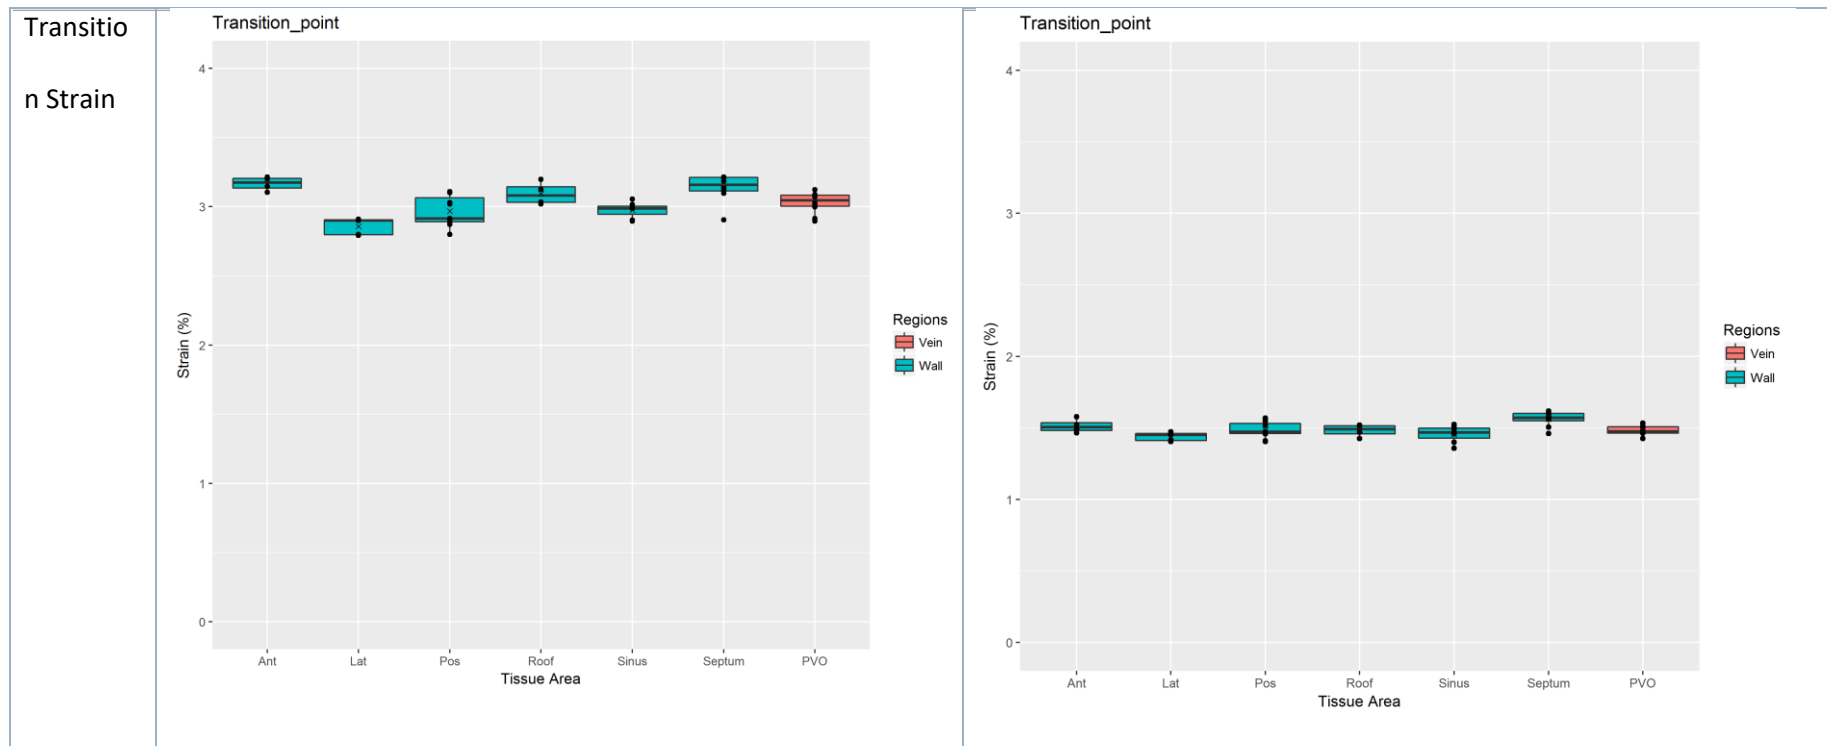 Transitio
n Strain
Transition_point
4
3
2
1
0
Strain (%)
Ant Lat Pos Roof Sinus Septum PVO
Tissue Area
Regions
Vein
Wall
Transition_point
4
3
2
1
0
Strain (%)
Ant Lat Pos Roof Sinus Septum PVO
Tissue Area
Regions
Vein
Wall